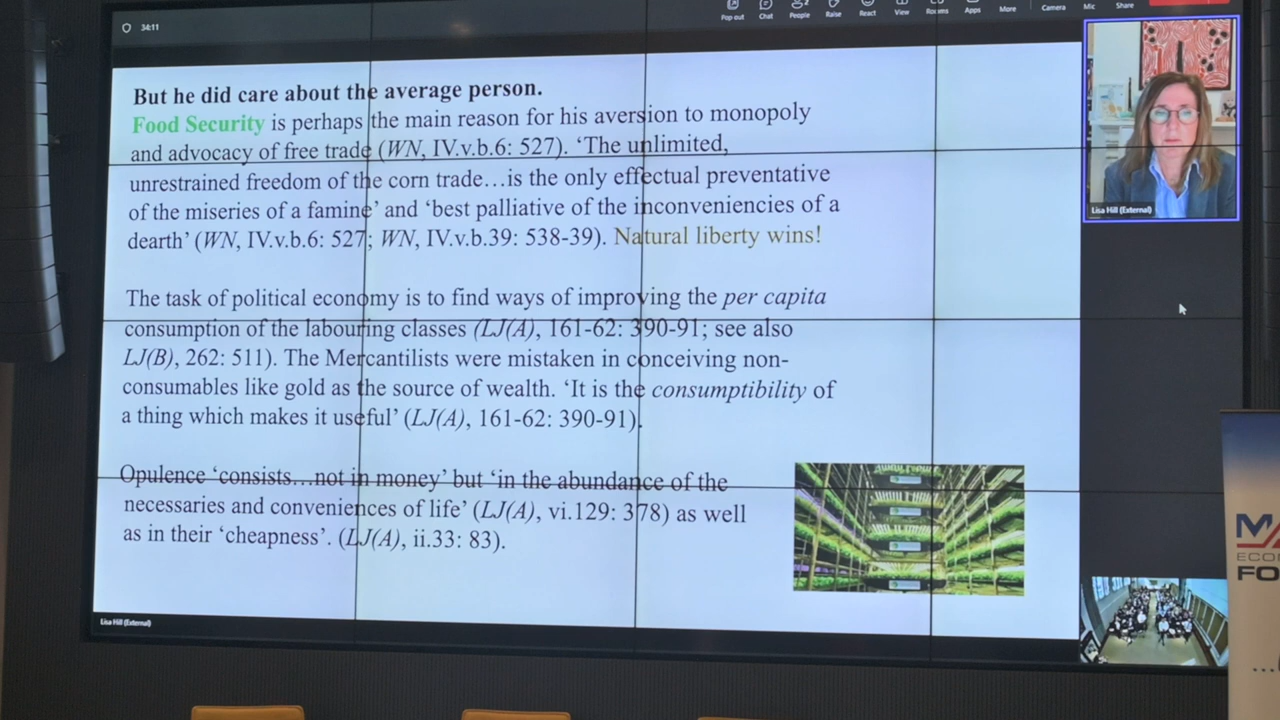 34:11
Pop out Chat People Raise React View Rooms Apps More Camera Mic Share
But he did care about the average person.
Food Security is perhaps the main reason for his aversion to monopoly
and advocacy of free trade (WN, IV.v.b.6: 527). ‘The unlimited,
unrestrained freedom of the corn trade…is the only effectual preventative
of the miseries of a famine’ and ‘best palliative of the inconveniencies of a
dearth’ (WN, IV.v.b.6: 527; WN, IV.v.b.39: 538-39). Natural liberty wins!
The task of political economy is to find ways of improving the per capita
consumption of the labouring classes (LJ(A), 161-62: 390-91; see also
LJ(B), 262: 511). The Mercantilists were mistaken in conceiving non-
consumables like gold as the source of wealth. ‘It is the consumptibility of
a thing which makes it useful’ (LJ(A), 161-62: 390-91).
Opulence ‘consists…not in money’ but ‘in the abundance of the
necessaries and conveniences of life’ (LJ(A), vi.129: 378) as well
as in their ‘cheapness’. (LJ(A), ii.33: 83).
Lisa Hill (External)
Lisa Hill (External)
ECO
FO